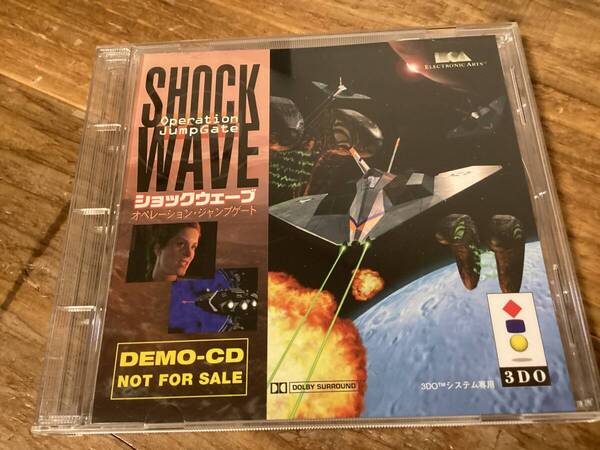 SHOCK
Operation
JumpGate
WAVE
ショックウェーブ
オペレーション・ジャンプゲート
DEMO-CD
NOT FOR SALE
DOLBY SURROUND
ELECTRONIC ARTS™
3DO™システム専用
3DO